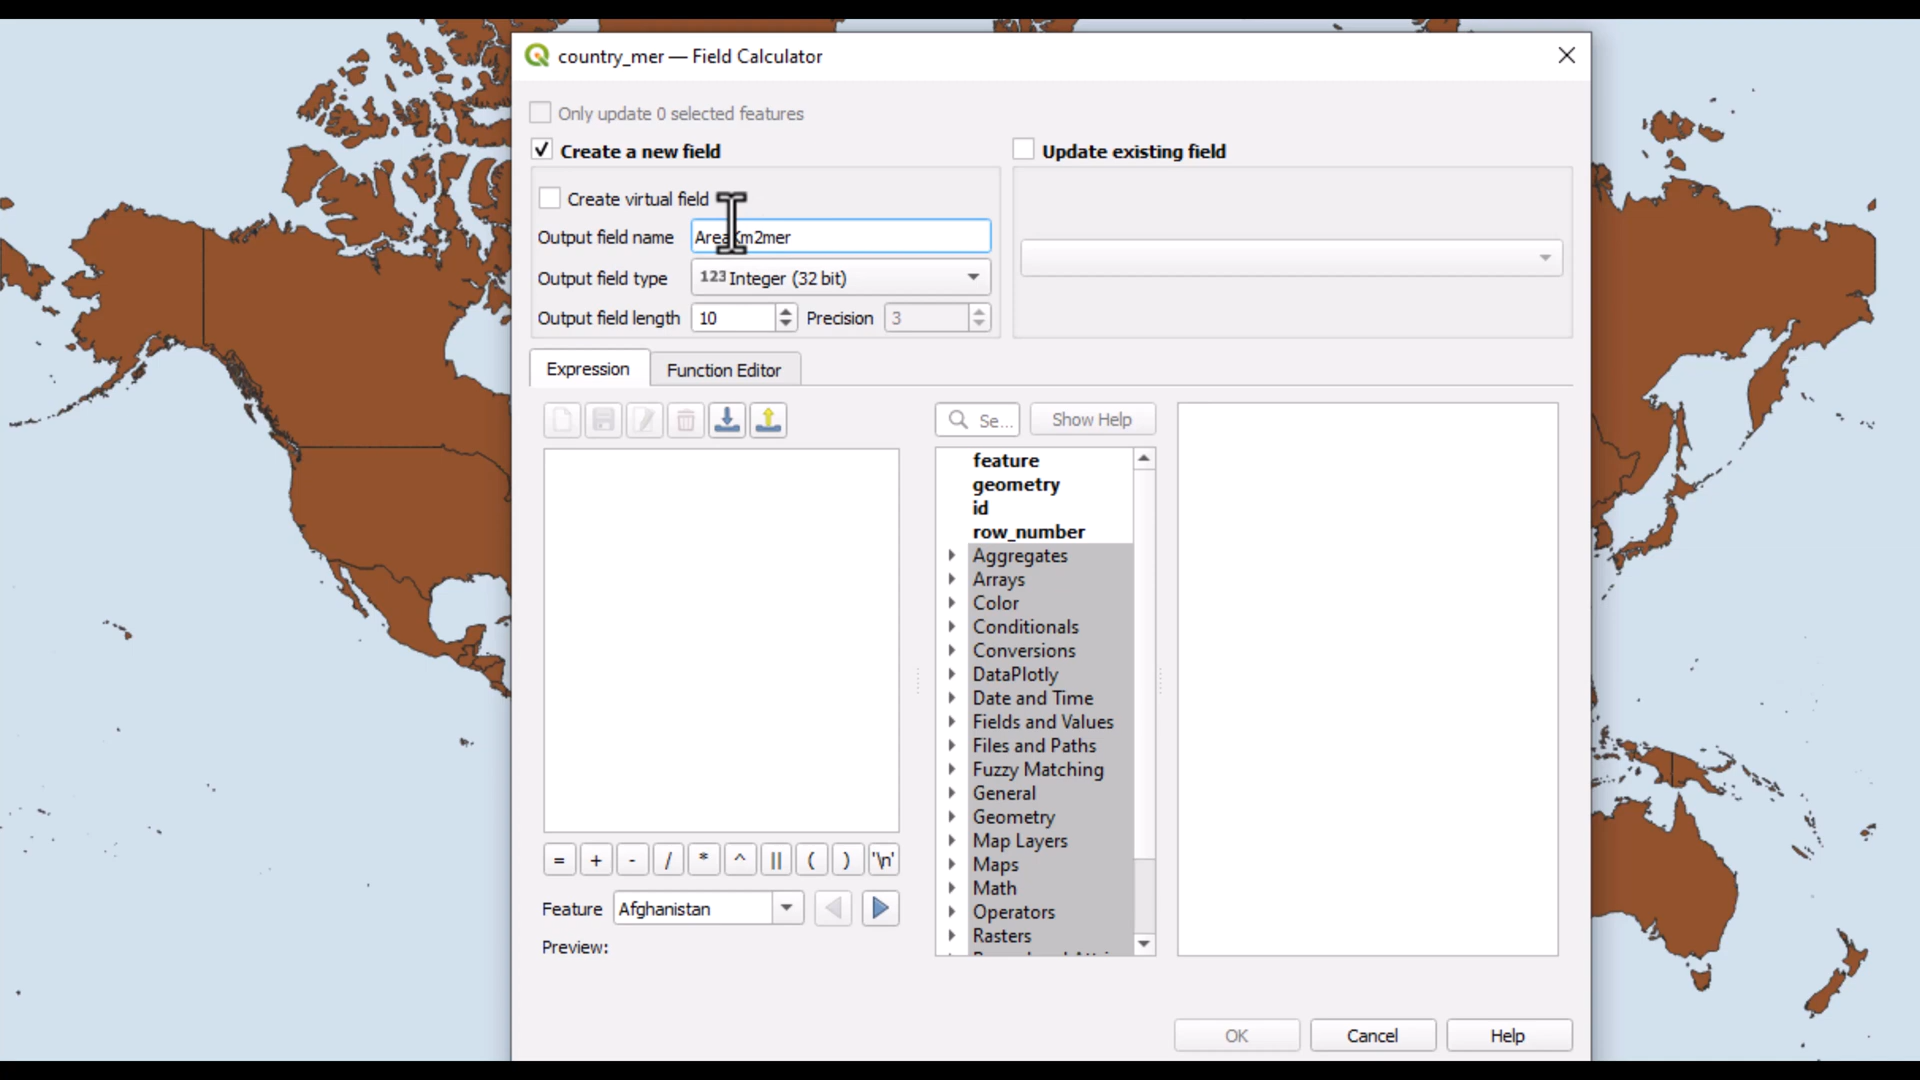 country_mer — Field Calculator
Only update 0 selected features
Create a new field
Update existing field
Create virtual field
Output field name
Output field type 123 Integer (32 bit)
Output field length 10 Precision 3
Expression Function Editor
Se... Show Help
feature
geometry
id
row_number
Aggregates
Arrays
Color
Conditionals
Conversions
DataPlotly
Date and Time
Fields and Values
Files and Paths
Fuzzy Matching
General
Geometry
Map Layers
Maps
Math
Operators
Rasters
= + - / * ^ || ( ) '\n'
Feature Afghanistan
Preview:
OK Cancel Help